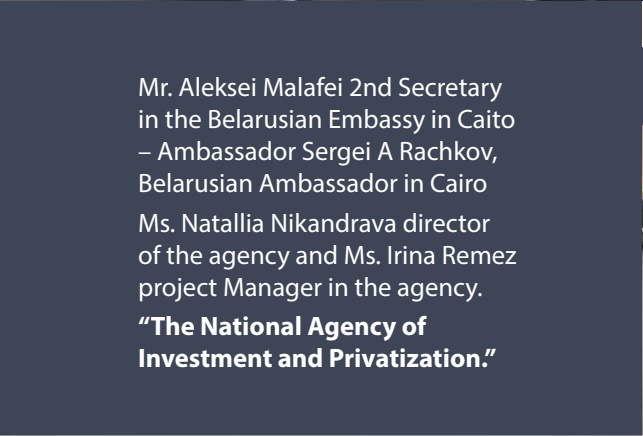 Mr. Aleksei Malafei 2nd Secretary
in the Belarusian Embassy in Caito
– Ambassador Sergei A Rachkov,
Belarusian Ambassador in Cairo
Ms. Natallia Nikandrava director
of the agency and Ms. Irina Remez
project Manager in the agency.
“The National Agency of
Investment and Privatization.”